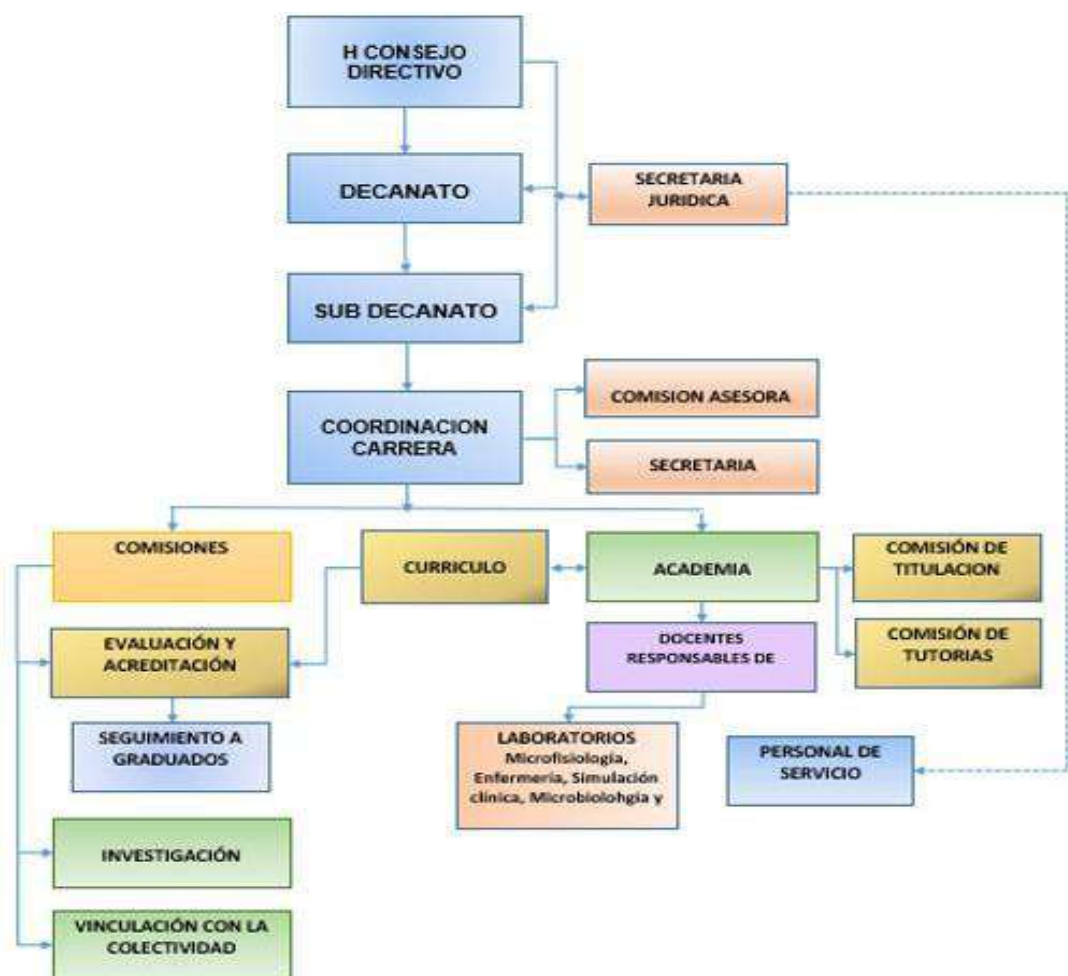 H CONSEJO
DIRECTIVO
DECANATO
SECRETARIA
JURIDICA
SUB DECANATO
COMISION ASESORA
COORDINACION
CARRERA
SECRETARIA
COMISIONES
CURRICULO
ACADEMIA
COMISIÓN DE
TITULACION
EVALUACIÓN Y
ACREDITACIÓN
DOCENTES
RESPONSABLES DE
COMISIÓN DE
TUTORIAS
SEGUIMIENTO A
GRADUADOS
LABORATORIOS
Microfisiología,
Enfermería, Simulación
clínica, Microbiolohgia y
PERSONAL DE
SERVICIO
INVESTIGACIÓN
VINCULACIÓN CON LA
COLECTIVIDAD